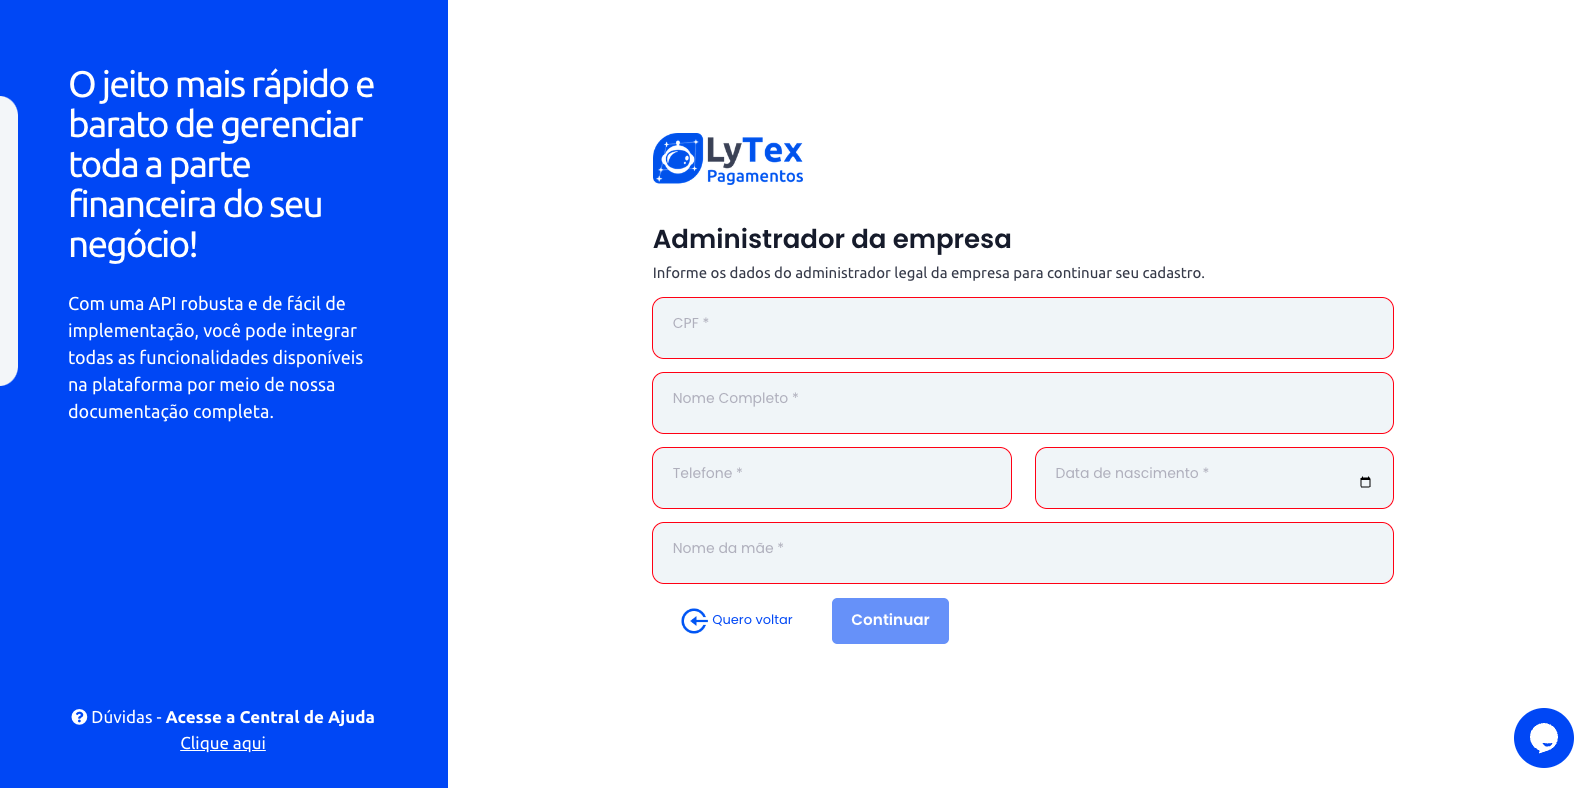 O jeito mais rápido e
barato de gerenciar
toda a parte
financeira do seu
negócio!
Com uma API robusta e de fácil de
implementação, você pode integrar
todas as funcionalidades disponíveis
na plataforma por meio de nossa
documentação completa.
Dúvidas - Acesse a Central de Ajuda
Clique aqui
LyTex
Pagamentos
Administrador da empresa
Informe os dados do administrador legal da empresa para continuar seu cadastro.
CPF *
Nome Completo *
Telefone * Data de nascimento *
Nome da mãe *
Quero voltar Continuar